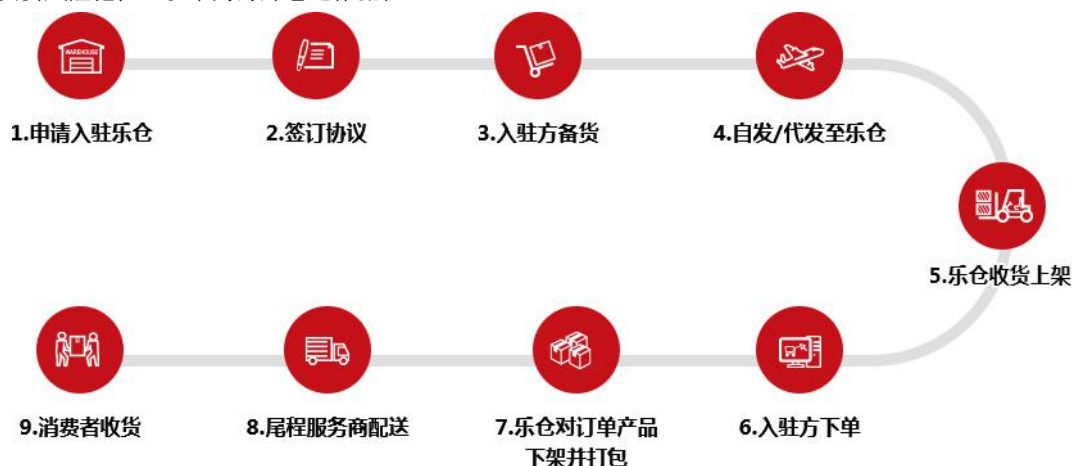 WAREHOUSE
1.申请入驻乐仓
2.签订协议
3.入驻方备货
4.自发/代发至乐仓
5.乐仓收货上架
6.入驻方下单
7.乐仓对订单产品
下架并打包
8.尾程服务商配送
9.消费者收货